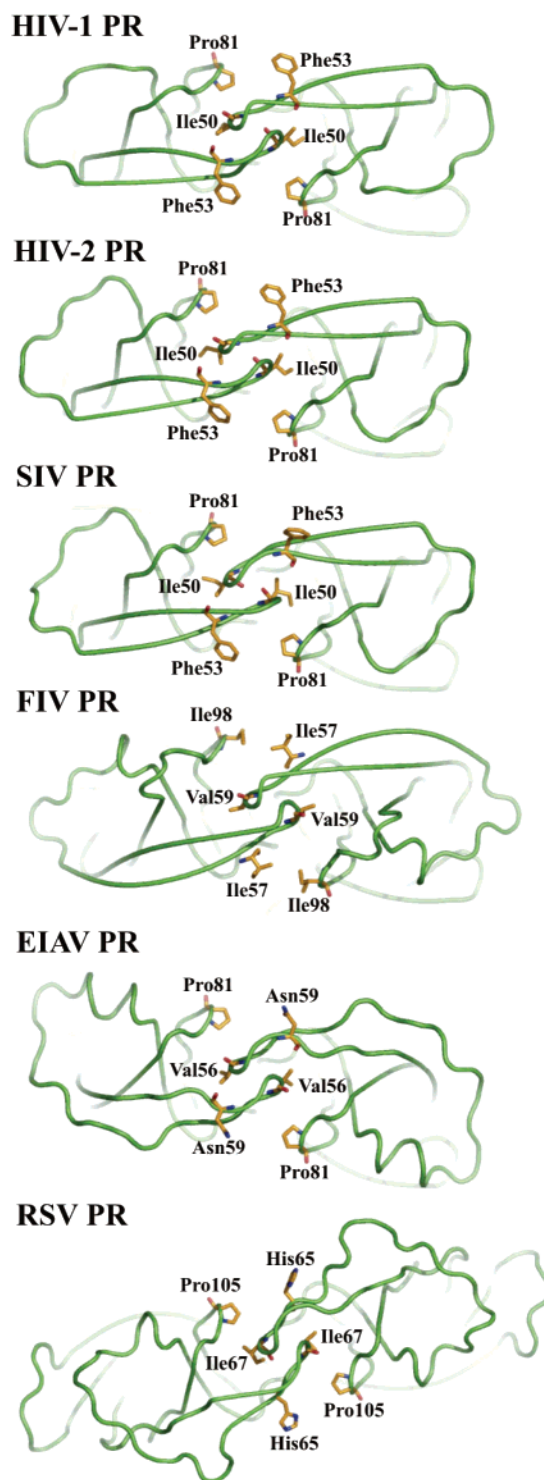 HIV-1 PR
Pro81
Phe53
Ile50
Ile50
Phe53
Pro81
HIV-2 PR
Pro81
Phe53
Ile50
Ile50
Phe53
Pro81
SIV PR
Pro81
Phe53
Ile50
Ile50
Phe53
Pro81
FIV PR
Ile98
Ile57
Val59
Val59
Ile57
Ile98
EIAV PR
Pro81
Asn59
Val56
Val56
Asn59
Pro81
RSV PR
His65
Pro105
Ile67
Ile67
Pro105
His65